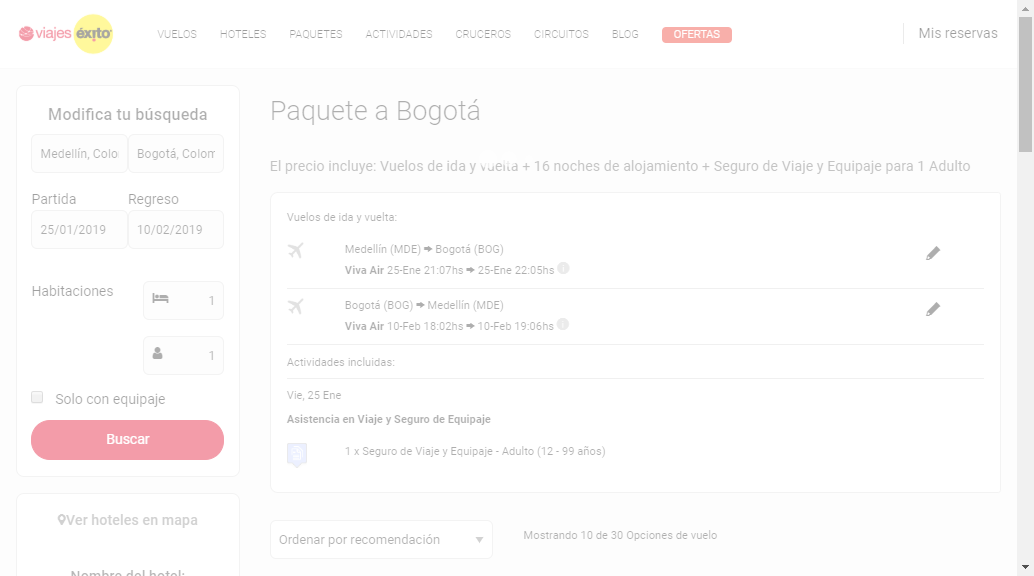 viajes éxito
VUELOS HOTELES PAQUETES ACTIVIDADES CRUCEROS CIRCUITOS BLOG OFERTAS Mis reservas
Modifica tu búsqueda
Medellín, Colo Bogotá, Colom
Partida Regreso
25/01/2019 10/02/2019
Habitaciones 1
1
Solo con equipaje
Buscar
Ver hoteles en mapa
Nombre del hotel:
Paquete a Bogotá
El precio incluye: Vuelos de ida y vuelta + 16 noches de alojamiento + Seguro de Viaje y Equipaje para 1 Adulto
Vuelos de ida y vuelta:
Medellín (MDE) ➡ Bogotá (BOG)
Viva Air 25-Ene 21:07hs ➡ 25-Ene 22:05hs
Bogotá (BOG) ➡ Medellín (MDE)
Viva Air 10-Feb 18:02hs ➡ 10-Feb 19:06hs
Actividades incluidas:
Vie, 25 Ene
Asistencia en Viaje y Seguro de Equipaje
1 x Seguro de Viaje y Equipaje - Adulto (12 - 99 años)
Ordenar por recomendación
Mostrando 10 de 30 Opciones de vuelo